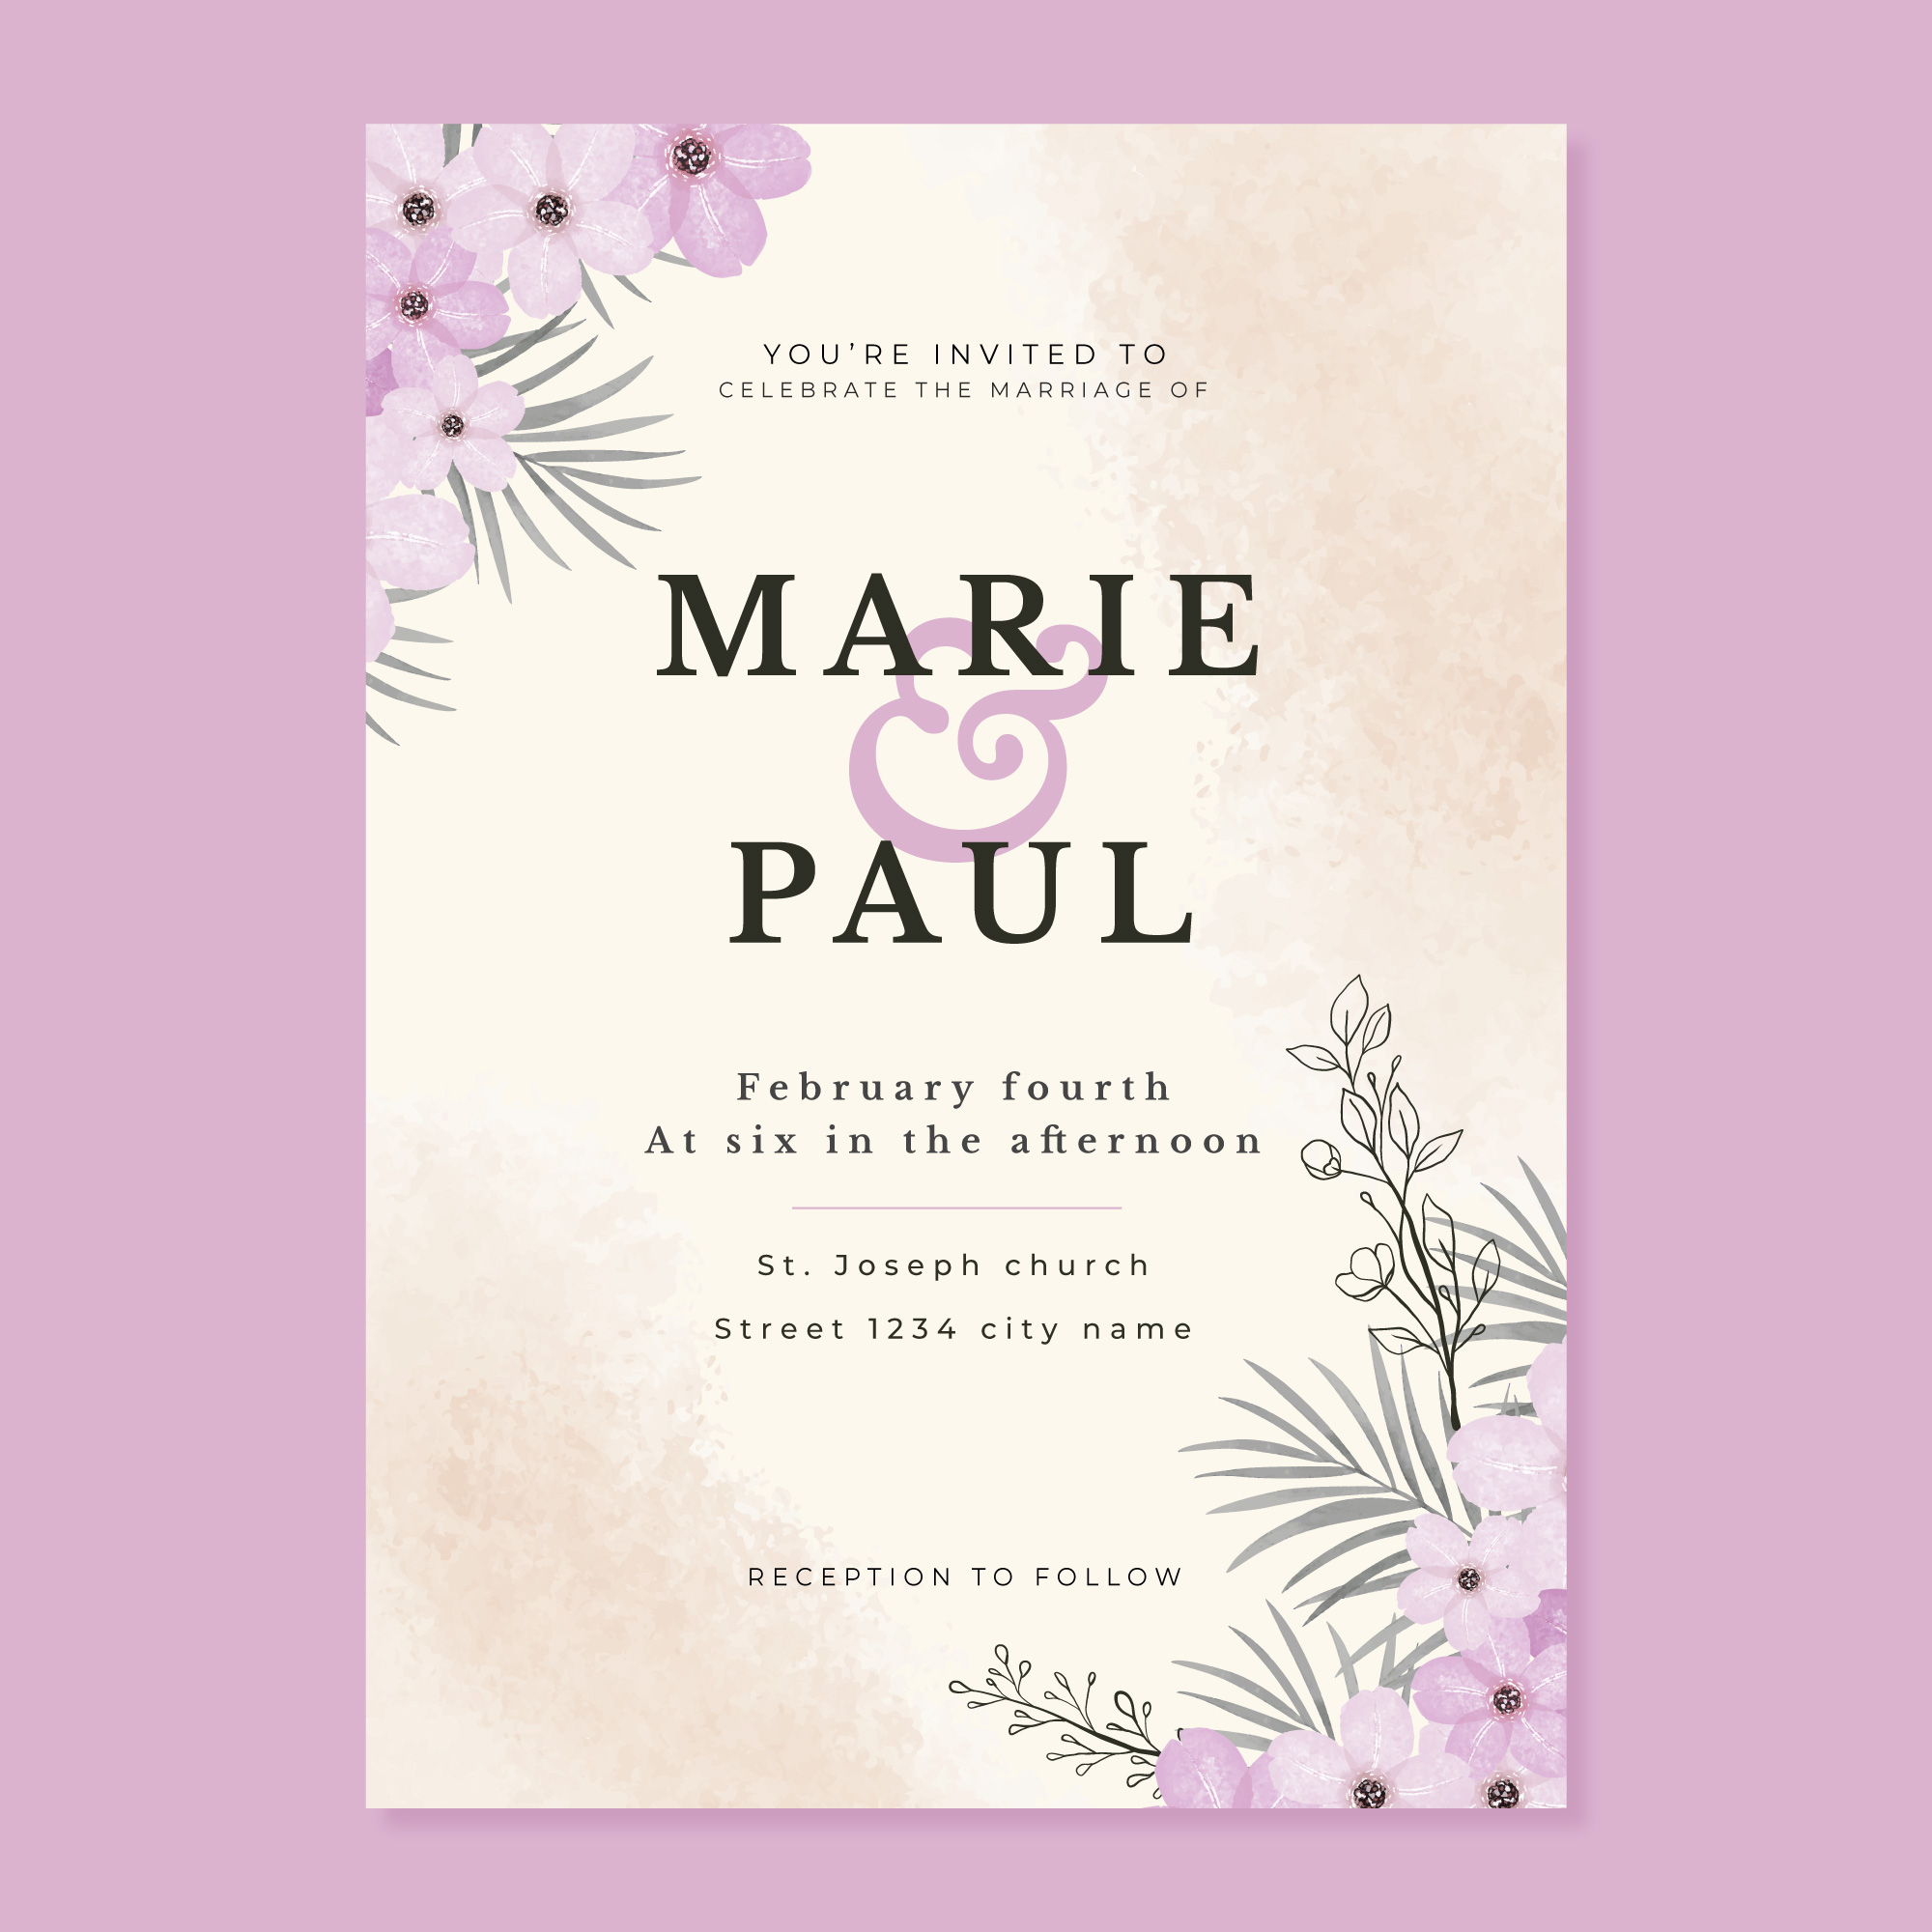 YOU’RE INVITED TO
CELEBRATE THE MARRIAGE OF
MARIE
&
PAUL
February fourth
At six in the afternoon
St. Joseph church
Street 1234 city name
RECEPTION TO FOLLOW